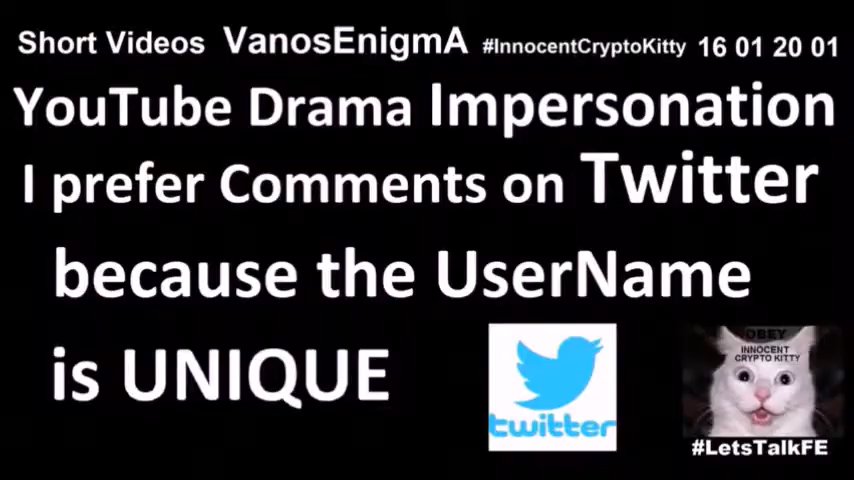 Short Videos VanosEnigmA #InnocentCryptoKitty 16 01 20 01
YouTube Drama Impersonation
I prefer Comments on Twitter
because the UserName
is UNIQUE
twitter
OBEY
INNOCENT
CRYPTO KITTY
#LetsTalkFE